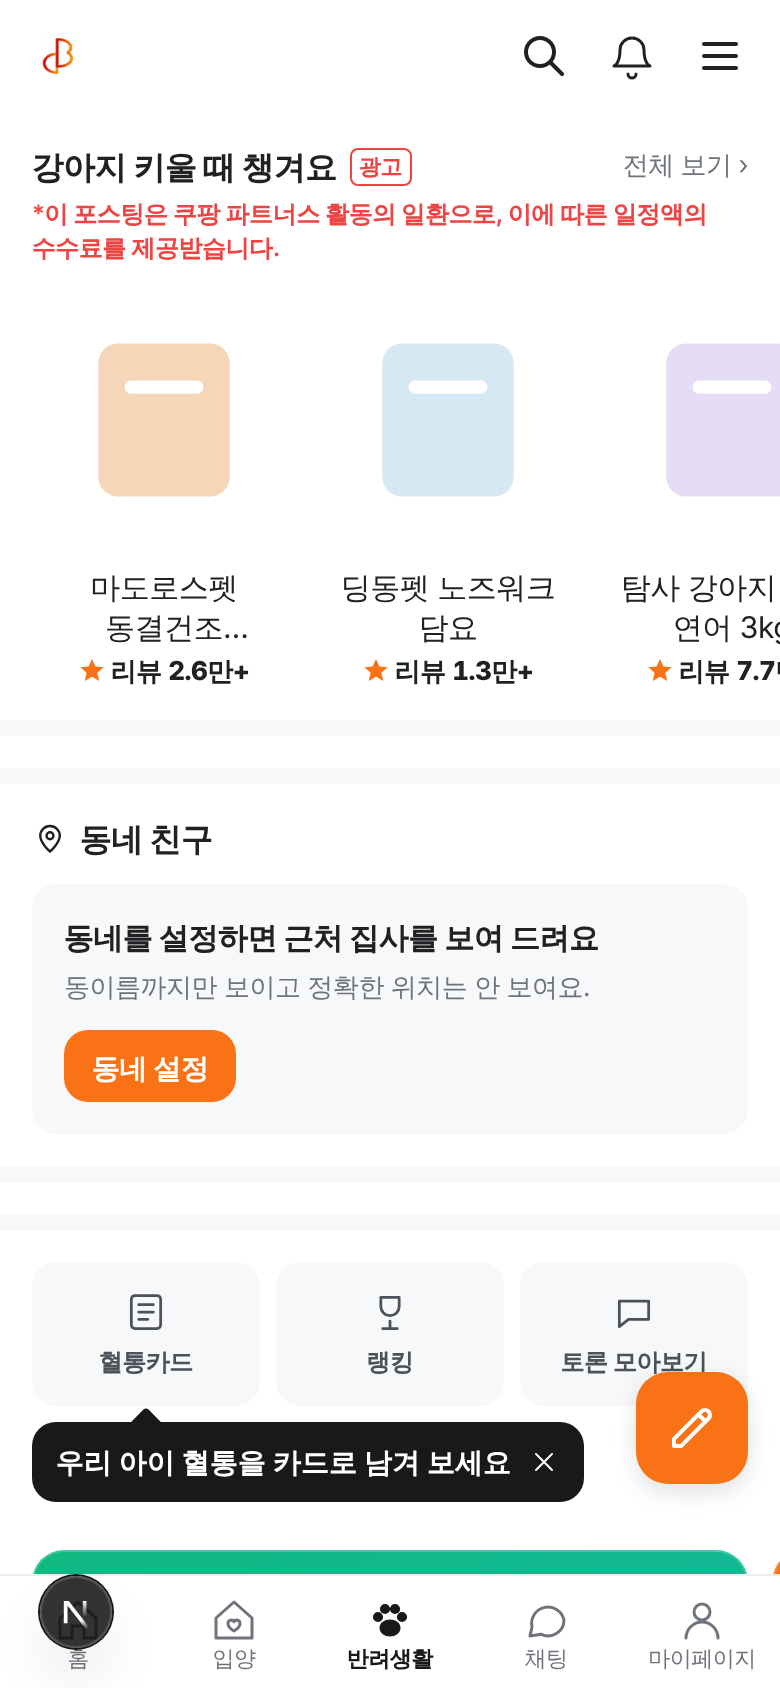 강아지 키울 때 챙겨요 광고 전체 보기 ›
*이 포스팅은 쿠팡 파트너스 활동의 일환으로, 이에 따른 일정액의
수수료를 제공받습니다.
마도로스펫
동결건조...
리뷰 2.6만+
딩동펫 노즈워크
담요
리뷰 1.3만+
탐사 강아지
연어 3kg
리뷰 7.7
동네 친구
동네를 설정하면 근처 집사를 보여 드려요
동이름까지만 보이고 정확한 위치는 안 보여요.
동네 설정
혈통카드
랭킹
토론 모아보기
우리 아이 혈통을 카드로 남겨 보세요
N
홈
입양
반려생활
채팅
마이페이지